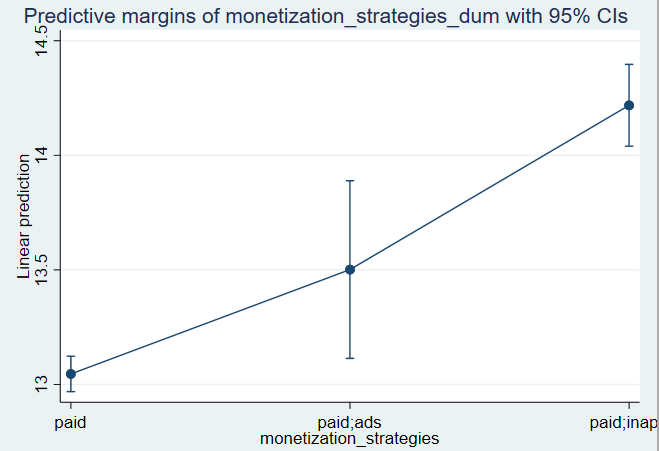 Predictive margins of monetization_strategies_dum with 95% CIs
Linear prediction
14.5
14
13.5
13
paid
paid;ads
paid;inap
monetization_strategies